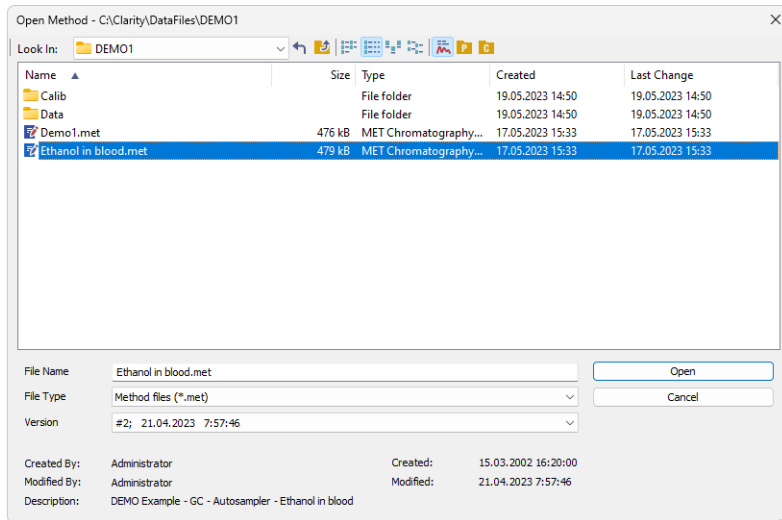 Open Method - C:\Clarity\DataFiles\DEMO1
Look In: DEMO1
P C
Name Size Type Created Last Change
Calib File folder 19.05.2023 14:50 19.05.2023 14:50
Data File folder 19.05.2023 14:50 19.05.2023 14:50
Demo1.met 476 kB MET Chromatography... 17.05.2023 15:33 17.05.2023 15:33
Ethanol in blood.met 479 kB MET Chromatography... 17.05.2023 15:33 17.05.2023 15:33
File Name Ethanol in blood.met Open
File Type Method files (*.met) Cancel
Version #2; 21.04.2023 7:57:46
Created By: Administrator Created: 15.03.2002 16:20:00
Modified By: Administrator Modified: 21.04.2023 7:57:46
Description: DEMO Example - GC - Autosampler - Ethanol in blood